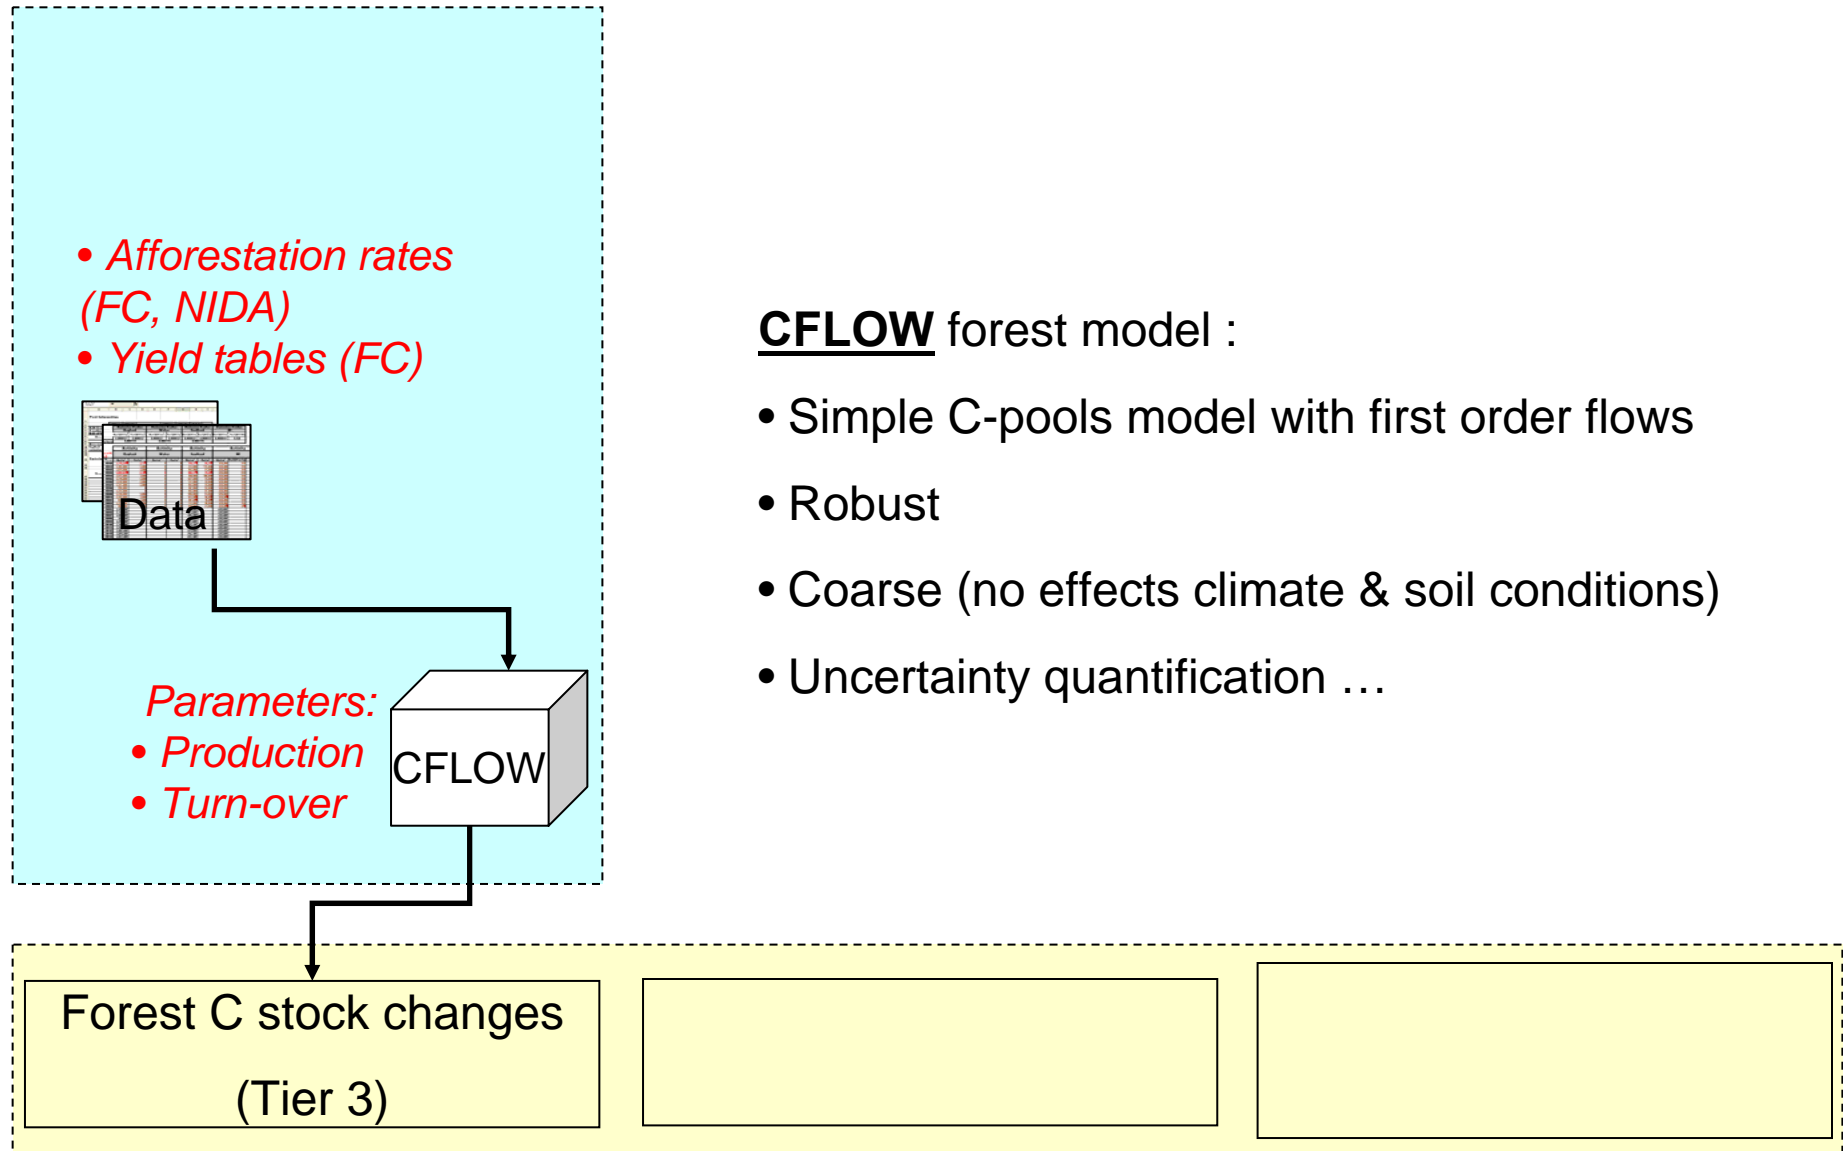 • Afforestation rates
(FC, NIDA)
• Yield tables (FC)
Data
Parameters:
• Production
• Turn-over
CFLOW
CFLOW forest model :
• Simple C-pools model with first order flows
• Robust
• Coarse (no effects climate & soil conditions)
• Uncertainty quantification …
Forest C stock changes
(Tier 3)